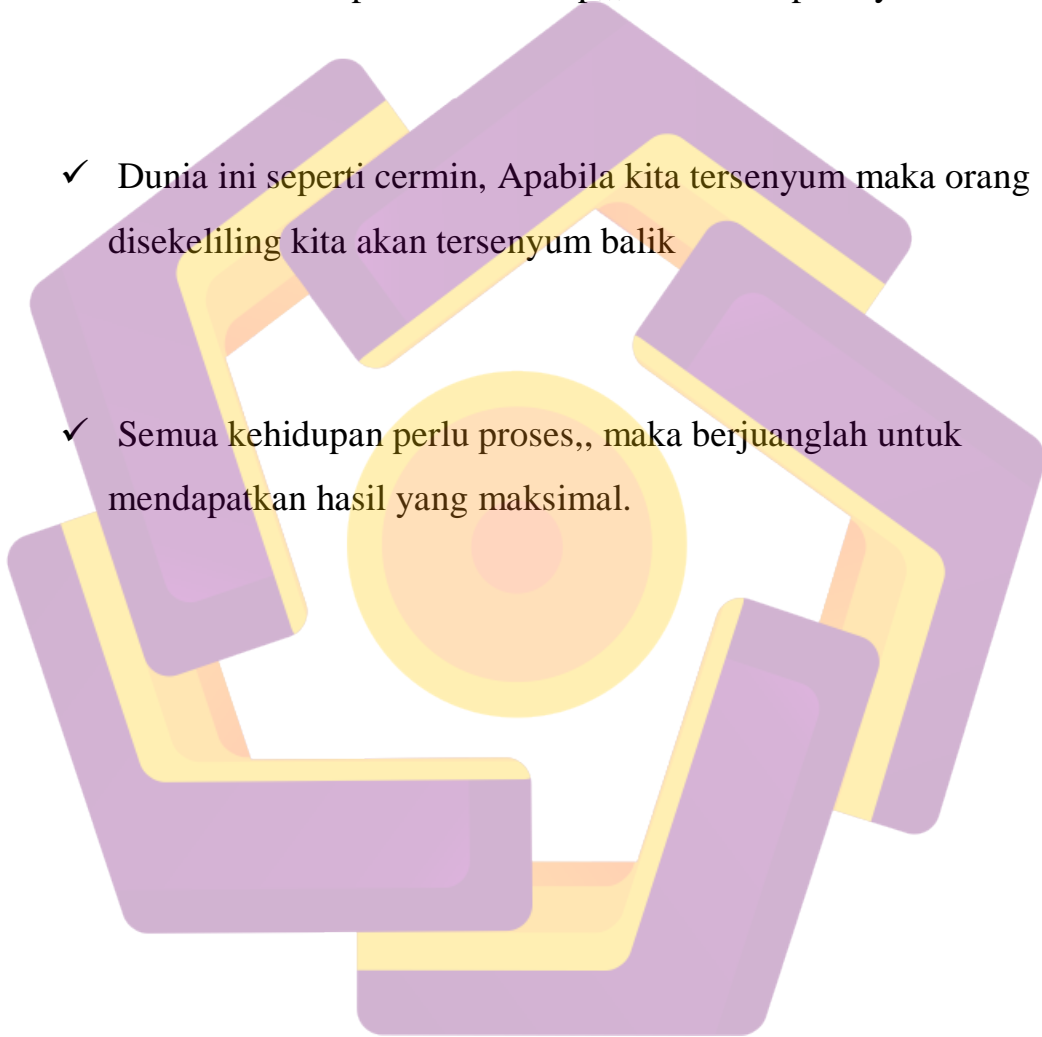 ✓ Dunia ini seperti cermin, Apabila kita tersenyum maka orang
disekeliling kita akan tersenyum balik
✓ Semua kehidupan perlu proses,, maka berjuanglah untuk
mendapatkan hasil yang maksimal.